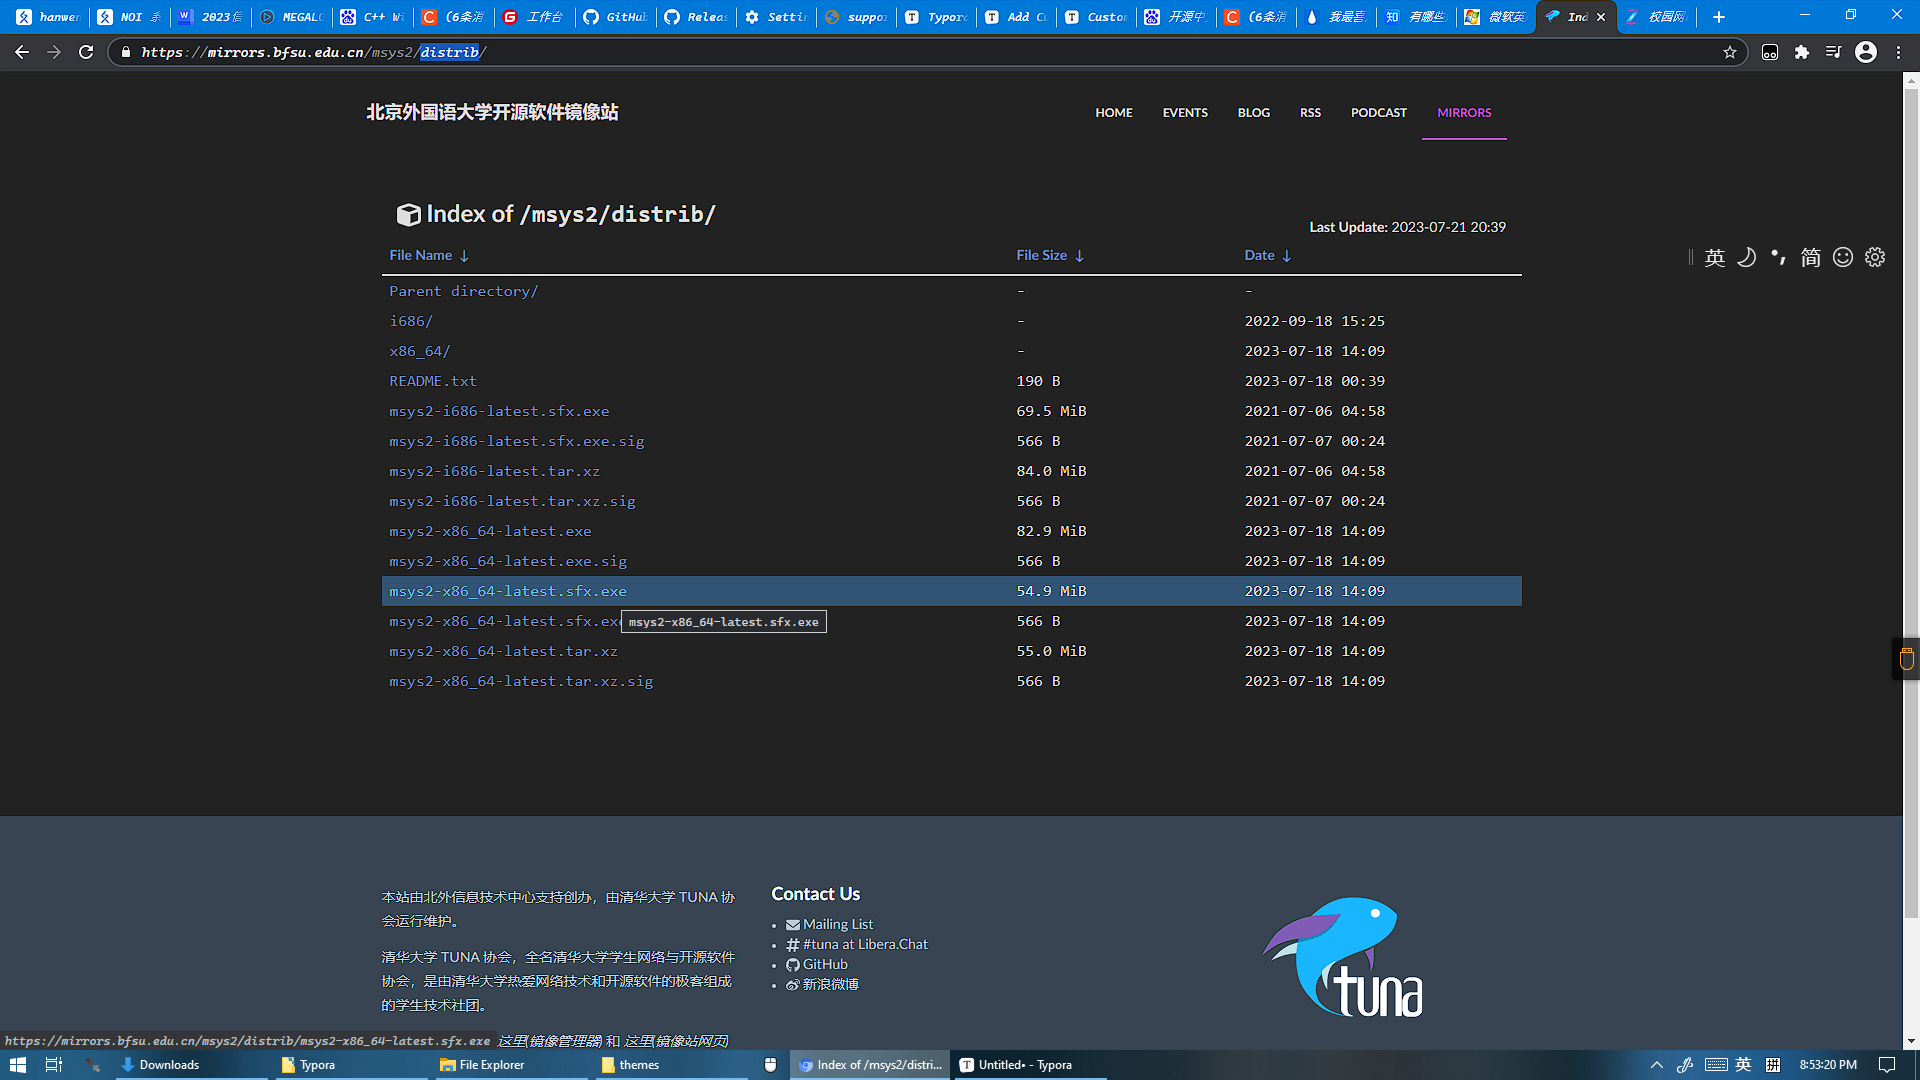 hanwen
NOI 系
2023信
MEGALO
C++ Wi
(6条消
工作台
GitHub
Releas
Settin
suppor
Typora
Add Cu
Custom
开源中
(6条消
我最喜
有哪些
微软英
Ind
校园网
https://mirrors.bfsu.edu.cn/msys2/distrib/
北京外国语大学开源软件镜像站
HOME EVENTS BLOG RSS PODCAST MIRRORS
Index of /msys2/distrib/
Last Update: 2023-07-21 20:39
英 简
File Name ↓ File Size ↓ Date ↓
Parent directory/ - -
i686/ - 2022-09-18 15:25
x86_64/ - 2023-07-18 14:09
README.txt 190 B 2023-07-18 00:39
msys2-i686-latest.sfx.exe 69.5 MiB 2021-07-06 04:58
msys2-i686-latest.sfx.exe.sig 566 B 2021-07-07 00:24
msys2-i686-latest.tar.xz 84.0 MiB 2021-07-06 04:58
msys2-i686-latest.tar.xz.sig 566 B 2021-07-07 00:24
msys2-x86_64-latest.exe 82.9 MiB 2023-07-18 14:09
msys2-x86_64-latest.exe.sig 566 B 2023-07-18 14:09
msys2-x86_64-latest.sfx.exe 54.9 MiB 2023-07-18 14:09
msys2-x86_64-latest.sfx.exe 566 B 2023-07-18 14:09
msys2-x86_64-latest.sfx.exe
msys2-x86_64-latest.tar.xz 55.0 MiB 2023-07-18 14:09
msys2-x86_64-latest.tar.xz.sig 566 B 2023-07-18 14:09
本站由北外信息技术中心支持创办，由清华大学 TUNA 协
会运行维护。
清华大学 TUNA 协会，全名清华大学学生网络与开源软件
协会，是由清华大学热爱网络技术和开源软件的极客组成
的学生技术社团。
这里(镜像管理器) 和 这里(镜像站网页)
Contact Us
Mailing List
#tuna at Libera.Chat
GitHub
新浪微博
tuna
https://mirrors.bfsu.edu.cn/msys2/distrib/msys2-x86_64-latest.sfx.exe
Downloads
Typora
File Explorer
themes
Index of /msys2/distri...
Untitled• - Typora
英
拼
8:53:20 PM